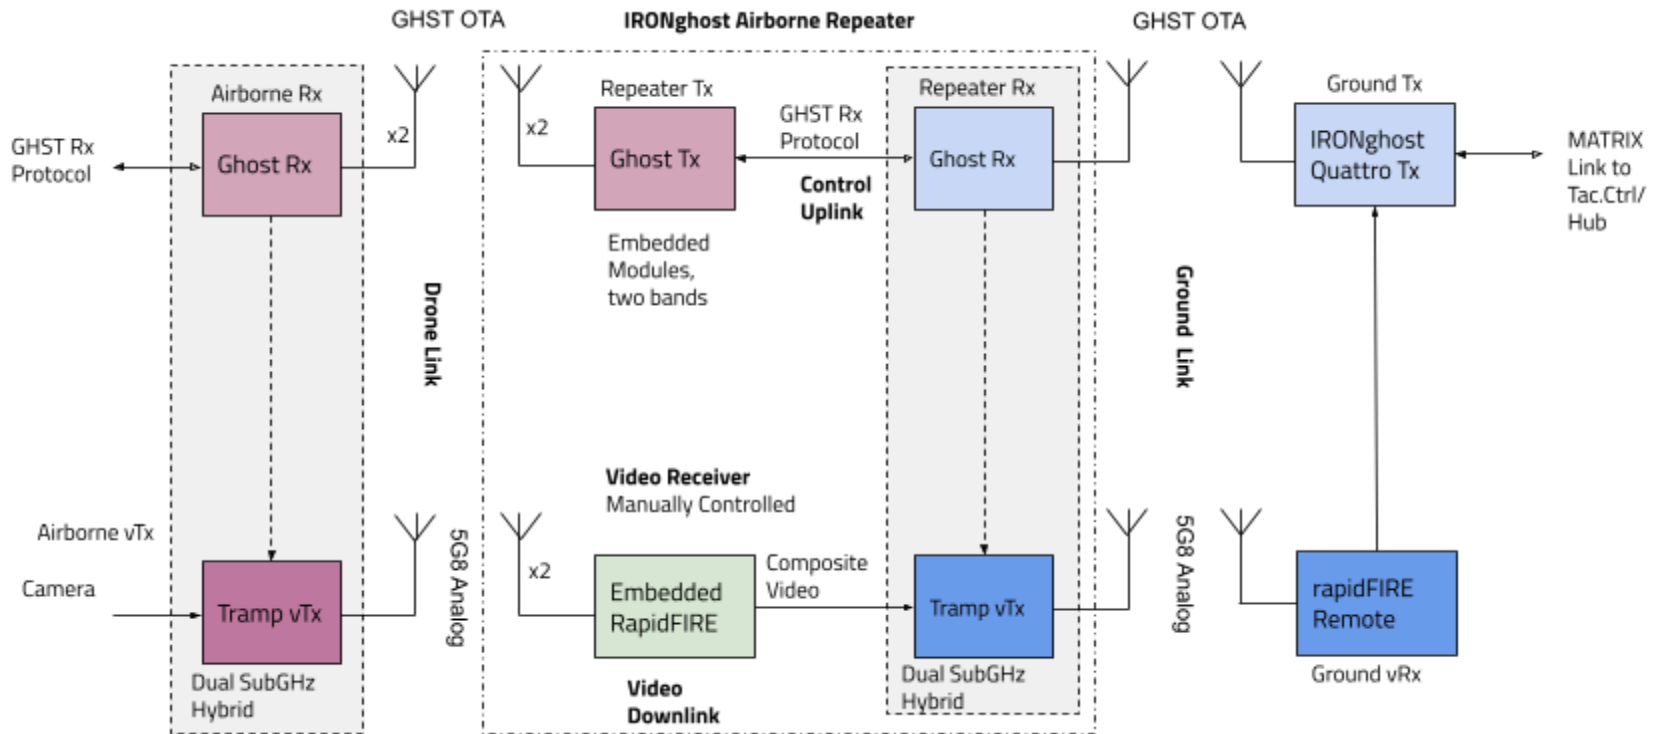 GHST OTA
IRONghost Airborne Repeater
GHST OTA
Airborne Rx
Repeater Tx
Repeater Rx
Ground Tx
GHST Rx
Protocol
Ghost Rx
x2
x2
Ghost Tx
GHST Rx
Protocol
Control
Uplink
Ghost Rx
IRONghost
Quattro Tx
MATRIX
Link to
Tac.Ctrl/
Hub
Embedded
Modules,
two bands
Drone Link
Ground Link
Video Receiver
Manually Controlled
Airborne vTx
Camera
Tramp vTx
5G8 Analog
x2
Embedded
RapidFIRE
Composite
Video
Tramp vTx
5G8 Analog
rapidFIRE
Remote
Dual SubGHz
Hybrid
Video
Downlink
Dual SubGHz
Hybrid
Ground vRx